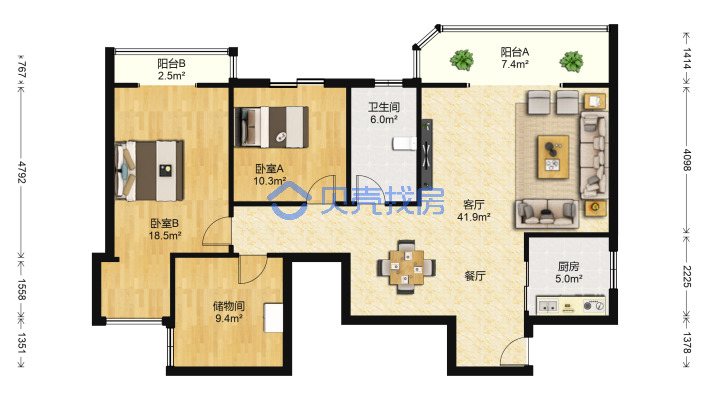 阳台B
2.5m²
阳台A
7.4m²
卫生间
6.0m²
卧室A
10.3m²
贝壳找房
客厅
41.9m²
卧室B
18.5m²
餐厅
厨房
5.0m²
储物间
9.4m²
767
4792
1558
1351
1414
4098
2225
1378